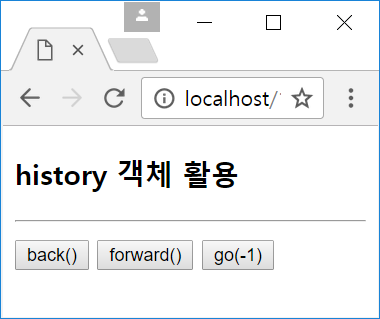 localhost/
history 객체 활용
back() forward() go(-1)